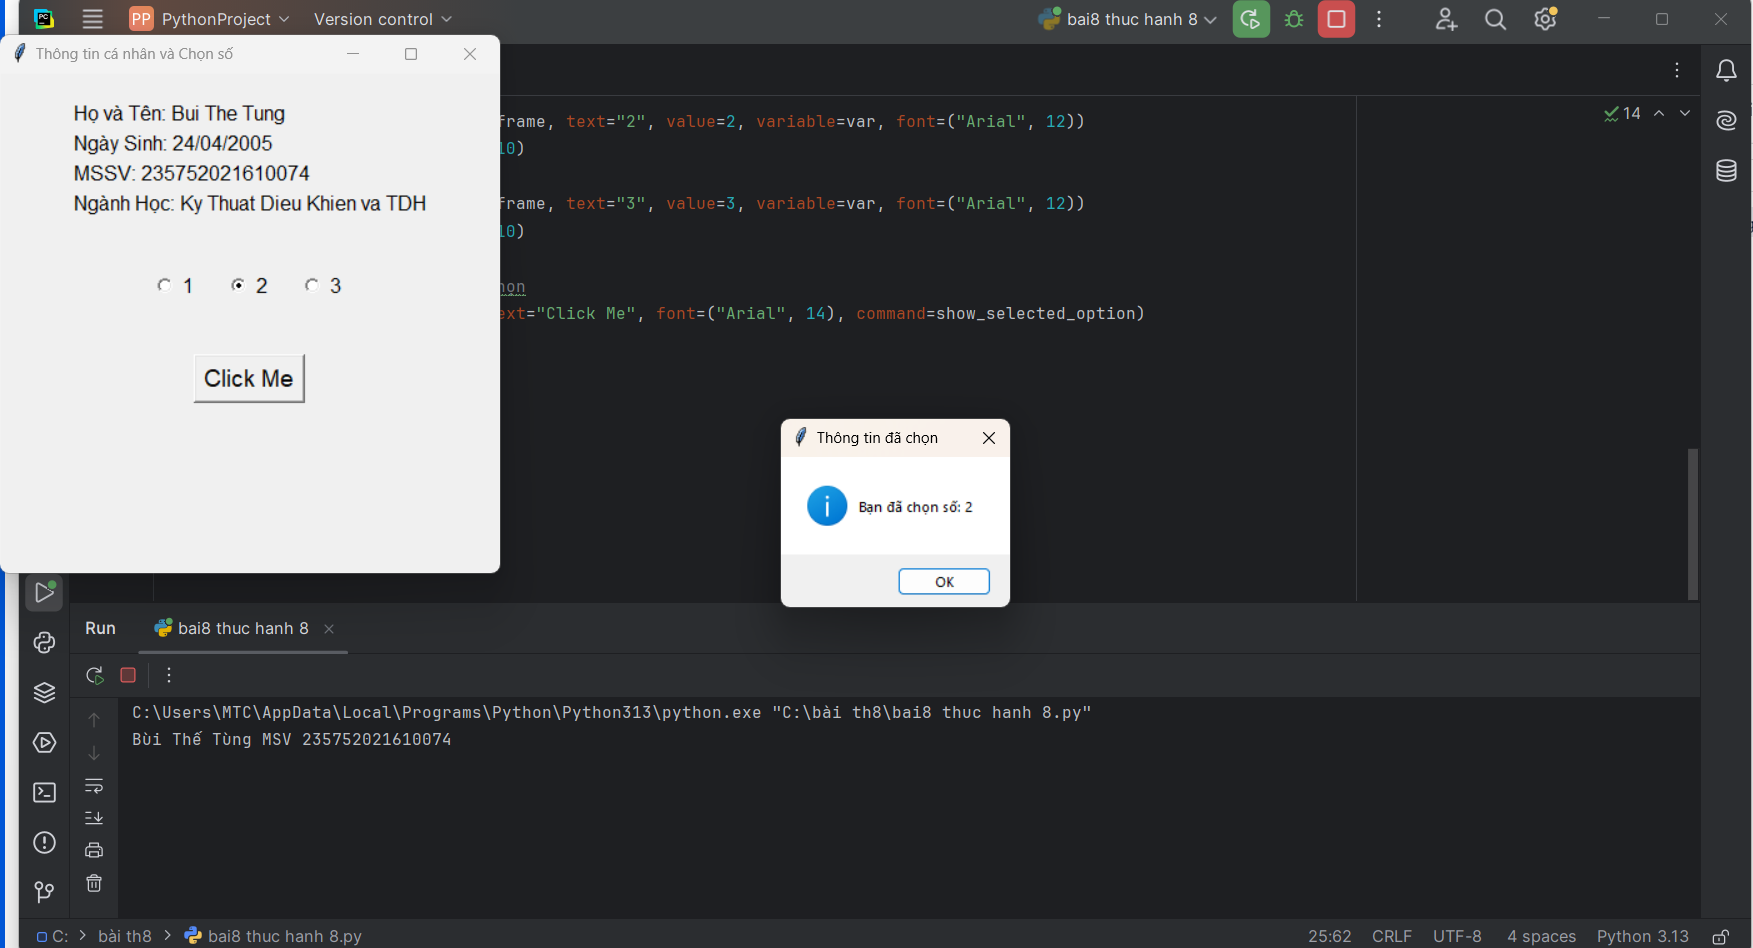 PC
PP PythonProject Version control
bai8 thuc hanh 8
Thông tin cá nhân và Chọn số
Họ và Tên: Bui The Tung
Ngày Sinh: 24/04/2005
MSSV: 235752021610074
Ngành Học: Ky Thuat Dieu Khien va TDH
1 2 3
Click Me
frame, text="2", value=2, variable=var, font=("Arial", 12))
10)
frame, text="3", value=3, variable=var, font=("Arial", 12))
10)
họn
ext="Click Me", font=("Arial", 14), command=show_selected_option)
14
Thông tin đã chọn
Bạn đã chọn số: 2
OK
Run bai8 thuc hanh 8
C:\Users\MTC\AppData\Local\Programs\Python\Python313\python.exe "C:\bài th8\bai8 thuc hanh 8.py"
Bùi Thế Tùng MSV 235752021610074
C: > bài th8 > bai8 thuc hanh 8.py
25:62 CRLF UTF-8 4 spaces Python 3.13